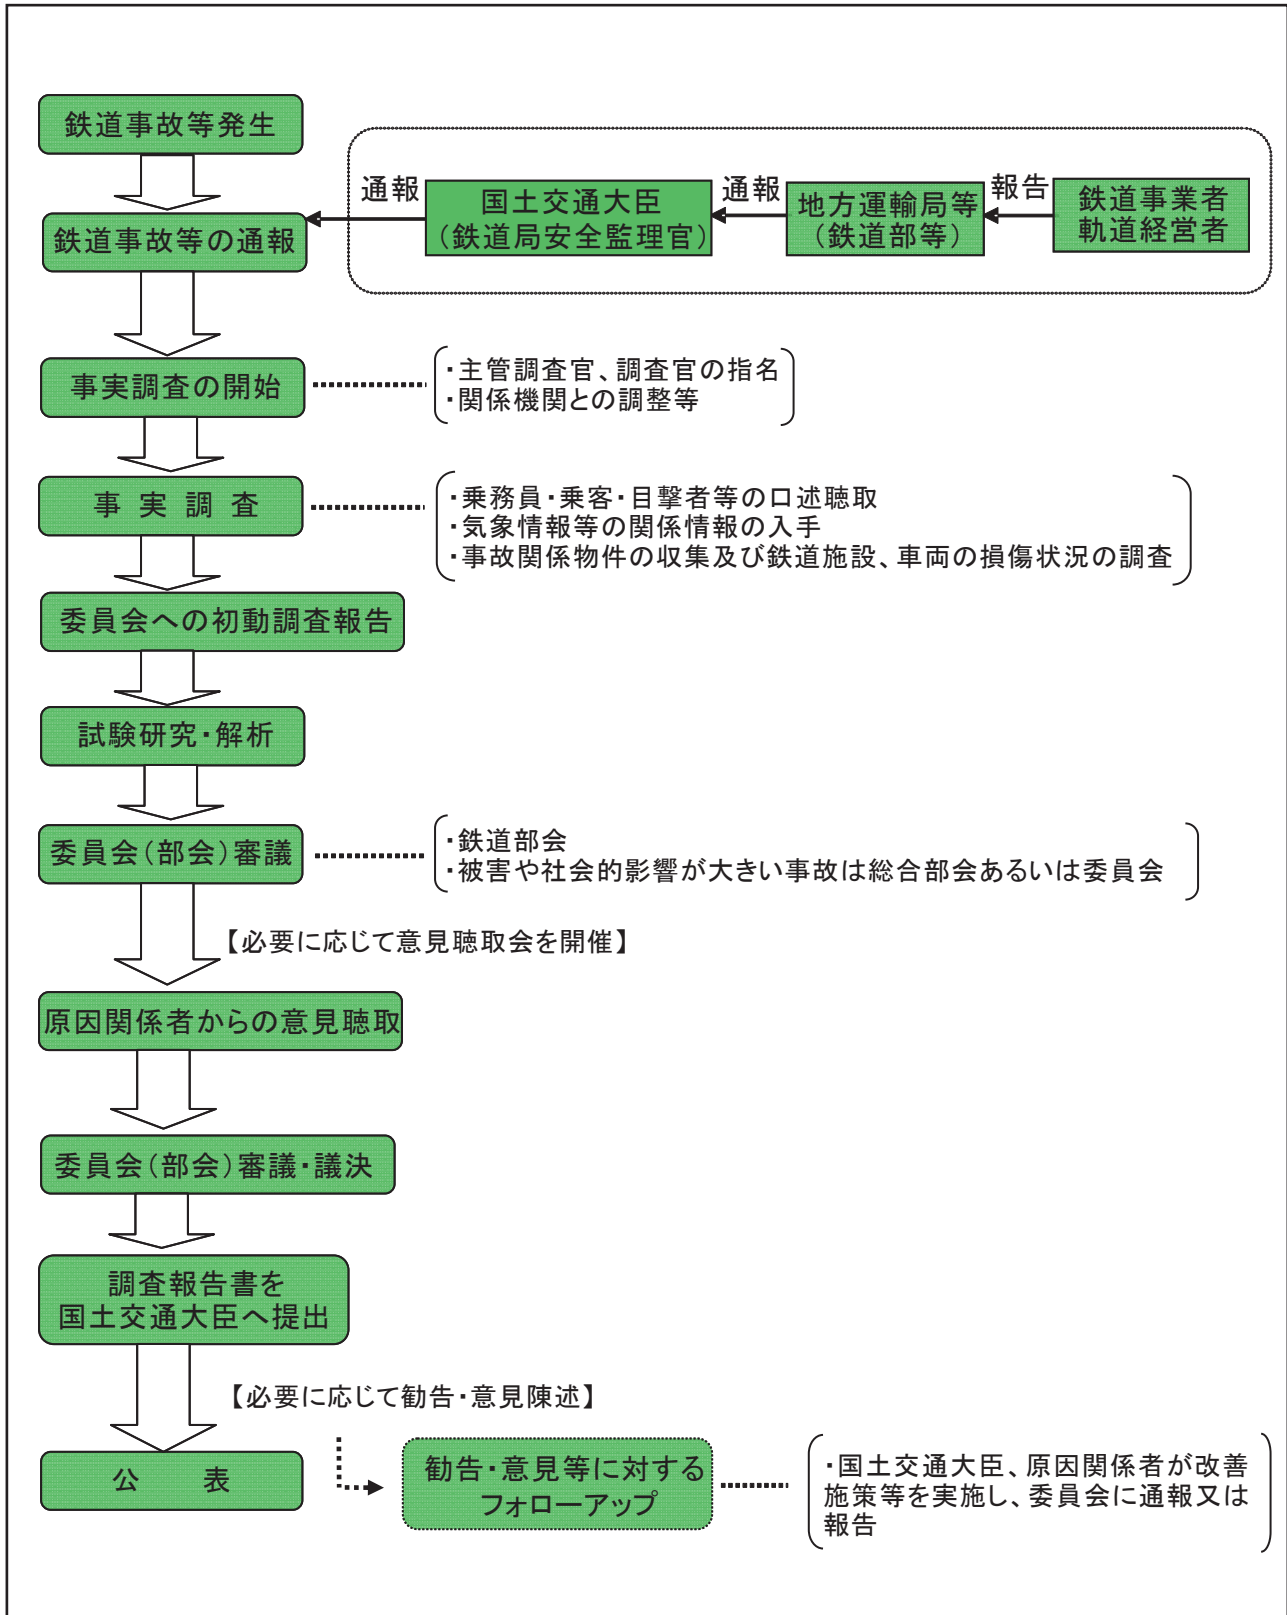 鉄道事故等発生
通報
国土交通大臣
（鉄道局安全監理官）
通報
地方運輸局等
（鉄道部等）
報告
鉄道事業者
軌道経営者
鉄道事故等の通報
事実調査の開始
・主管調査官、調査官の指名
・関係機関との調整等
事　実　調　査
・乗務員・乗客・目撃者等の口述聴取
・気象情報等の関係情報の入手
・事故関係物件の収集及び鉄道施設、車両の損傷状況の調査
委員会への初動調査報告
試験研究・解析
委員会（部会）審議
・鉄道部会
・被害や社会的影響が大きい事故は総合部会あるいは委員会
【必要に応じて意見聴取会を開催】
原因関係者からの意見聴取
委員会（部会）審議・議決
調査報告書を
国土交通大臣へ提出
【必要に応じて勧告・意見陳述】
公　　表
勧告・意見等に対する
フォローアップ
・国土交通大臣、原因関係者が改善
施策等を実施し、委員会に通報又は
報告